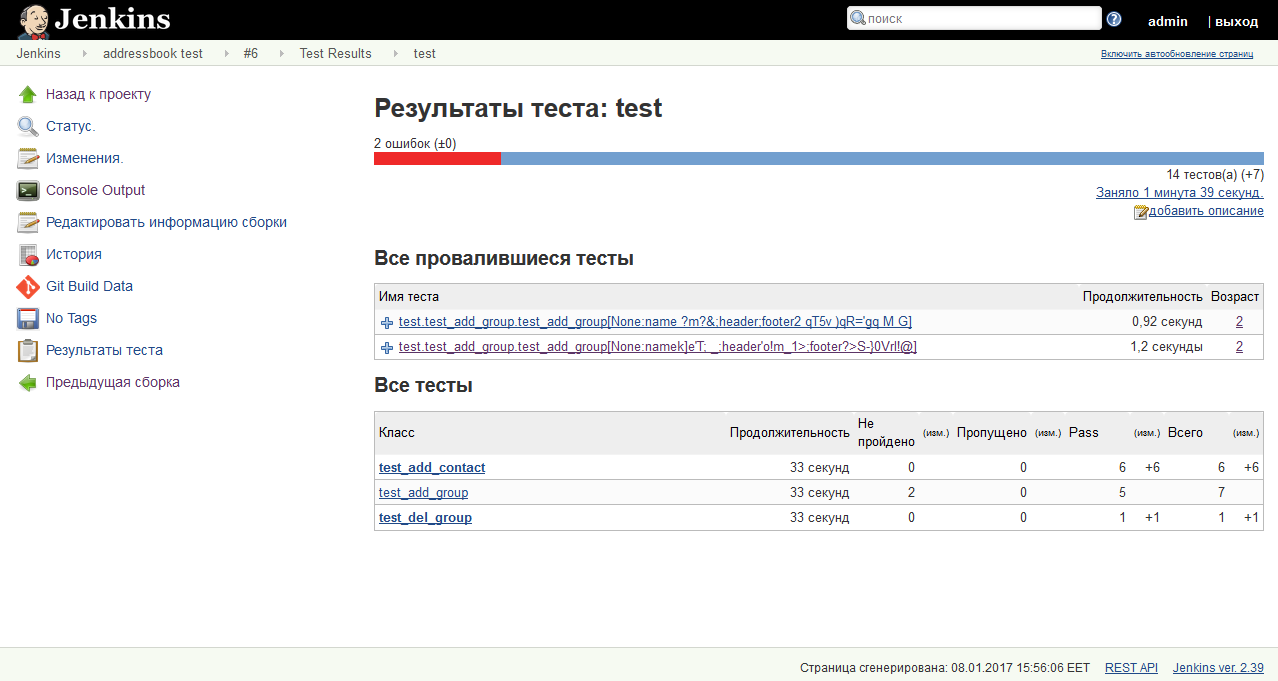 Jenkins
поиск
admin | выход
Jenkins addressbook test #6 Test Results test
Включить автообновление страниц
Назад к проекту
Статус.
Изменения.
Console Output
Редактировать информацию сборки
История
Git Build Data
No Tags
Результаты теста
Предыдущая сборка
Результаты теста: test
2 ошибок (±0)
14 тестов(а) (+7)
Заняло 1 минута 39 секунд.
добавить описание
Все провалившиеся тесты
Имя теста Продолжительность Возраст
test.test_add_group.test_add_group[None:name ?m?&;header;footer2 qT5v )qR='gq M G] 0,92 секунд 2
test.test_add_group.test_add_group[None:namek]e'T; _;header'o!m_1>;footer?>S-}0Vrl!@] 1,2 секунды 2
Все тесты
Класс Продолжительность Не пройдено (изм.) Пропущено (изм.) Pass (изм.) Всего (изм.)
test_add_contact 33 секунд 0 0 6 +6 6 +6
test_add_group 33 секунд 2 0 5 7
test_del_group 33 секунд 0 0 1 +1 1 +1
Страница сгенерирована: 08.01.2017 15:56:06 EET REST API Jenkins ver. 2.39